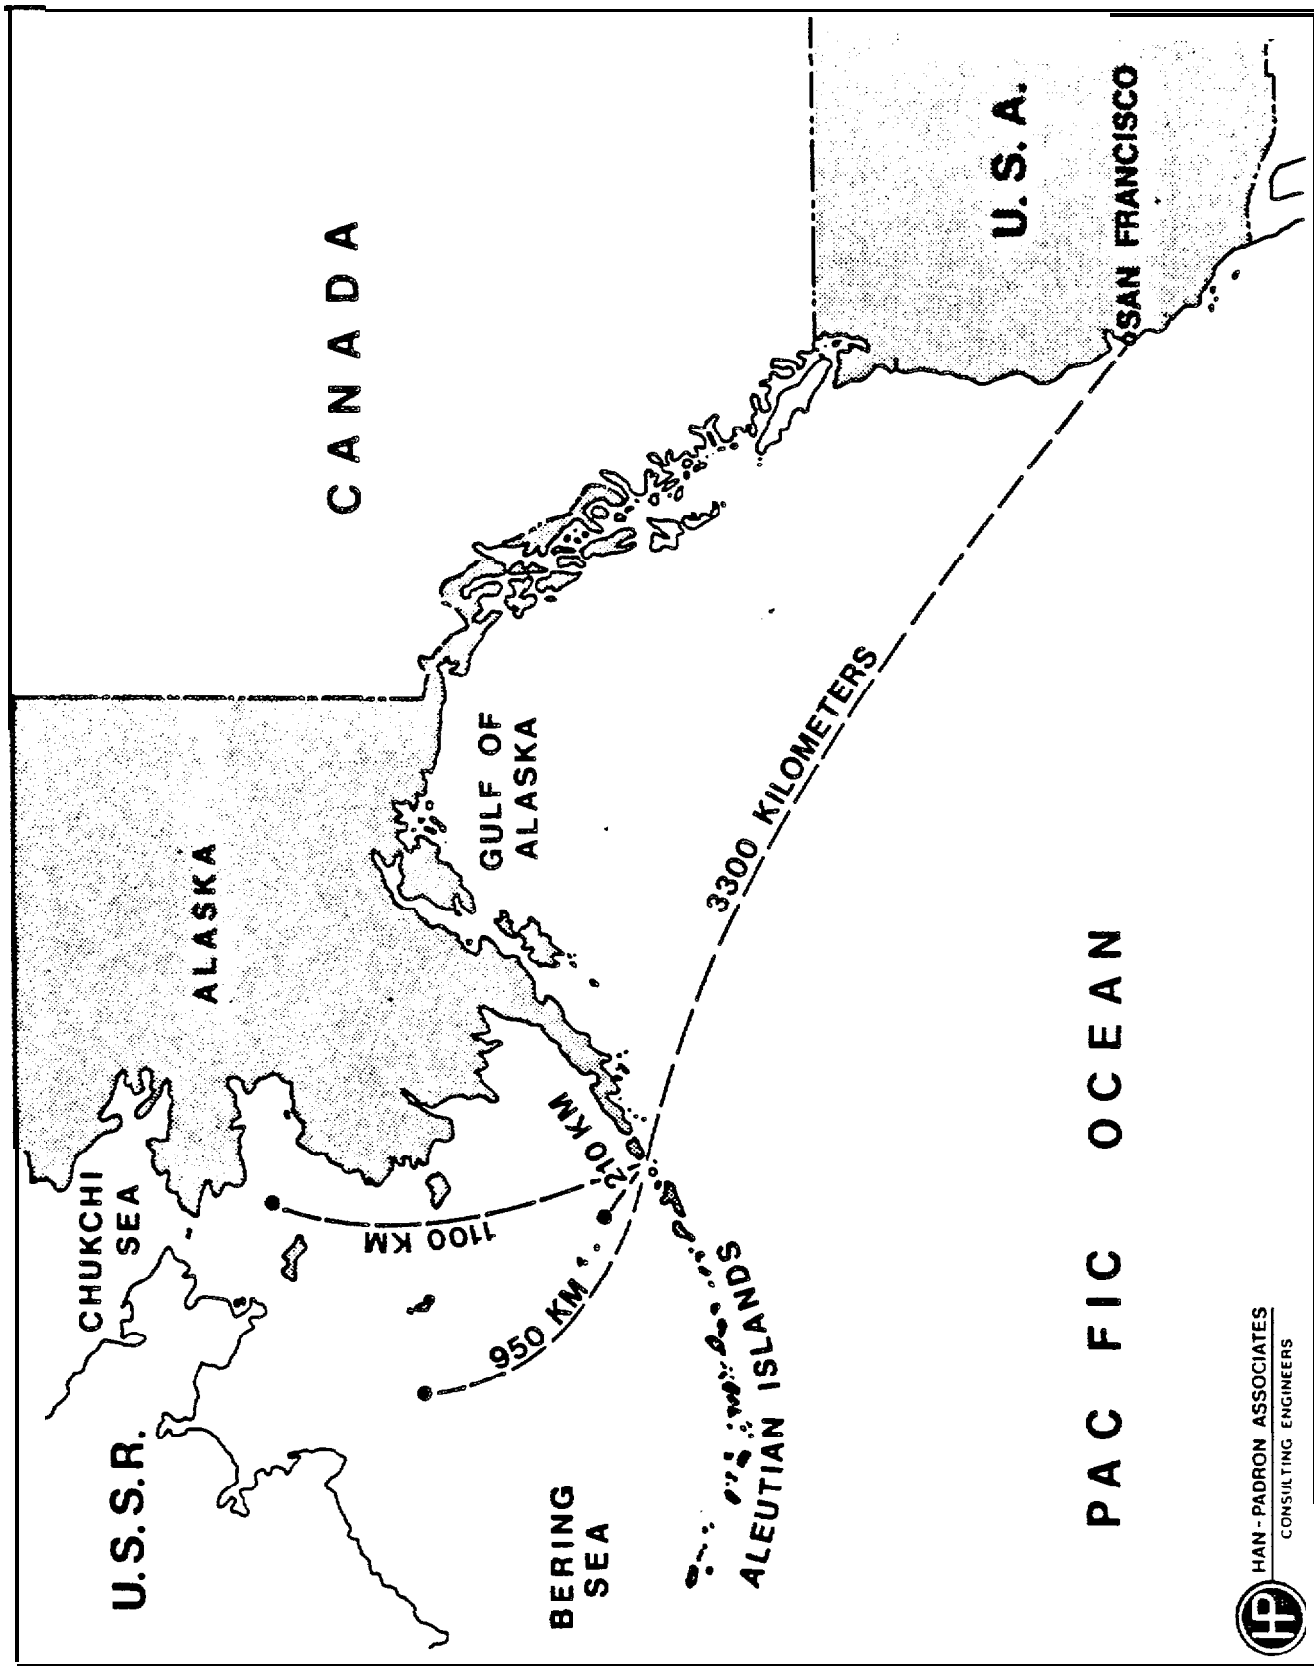 U.S.S.R.
CHUKCHI
SEA
ALASKA
CANADA
BERING
SEA
950 KM
1100 KM
210 KM
GULF OF
ALASKA
ALEUTIAN ISLANDS
3300 KILOMETERS
U. S. A.
SAN FRANCISCO
PAC FIC OCEAN
HP
HAN-PADRON ASSOCIATES
CONSULTING ENGINEERS